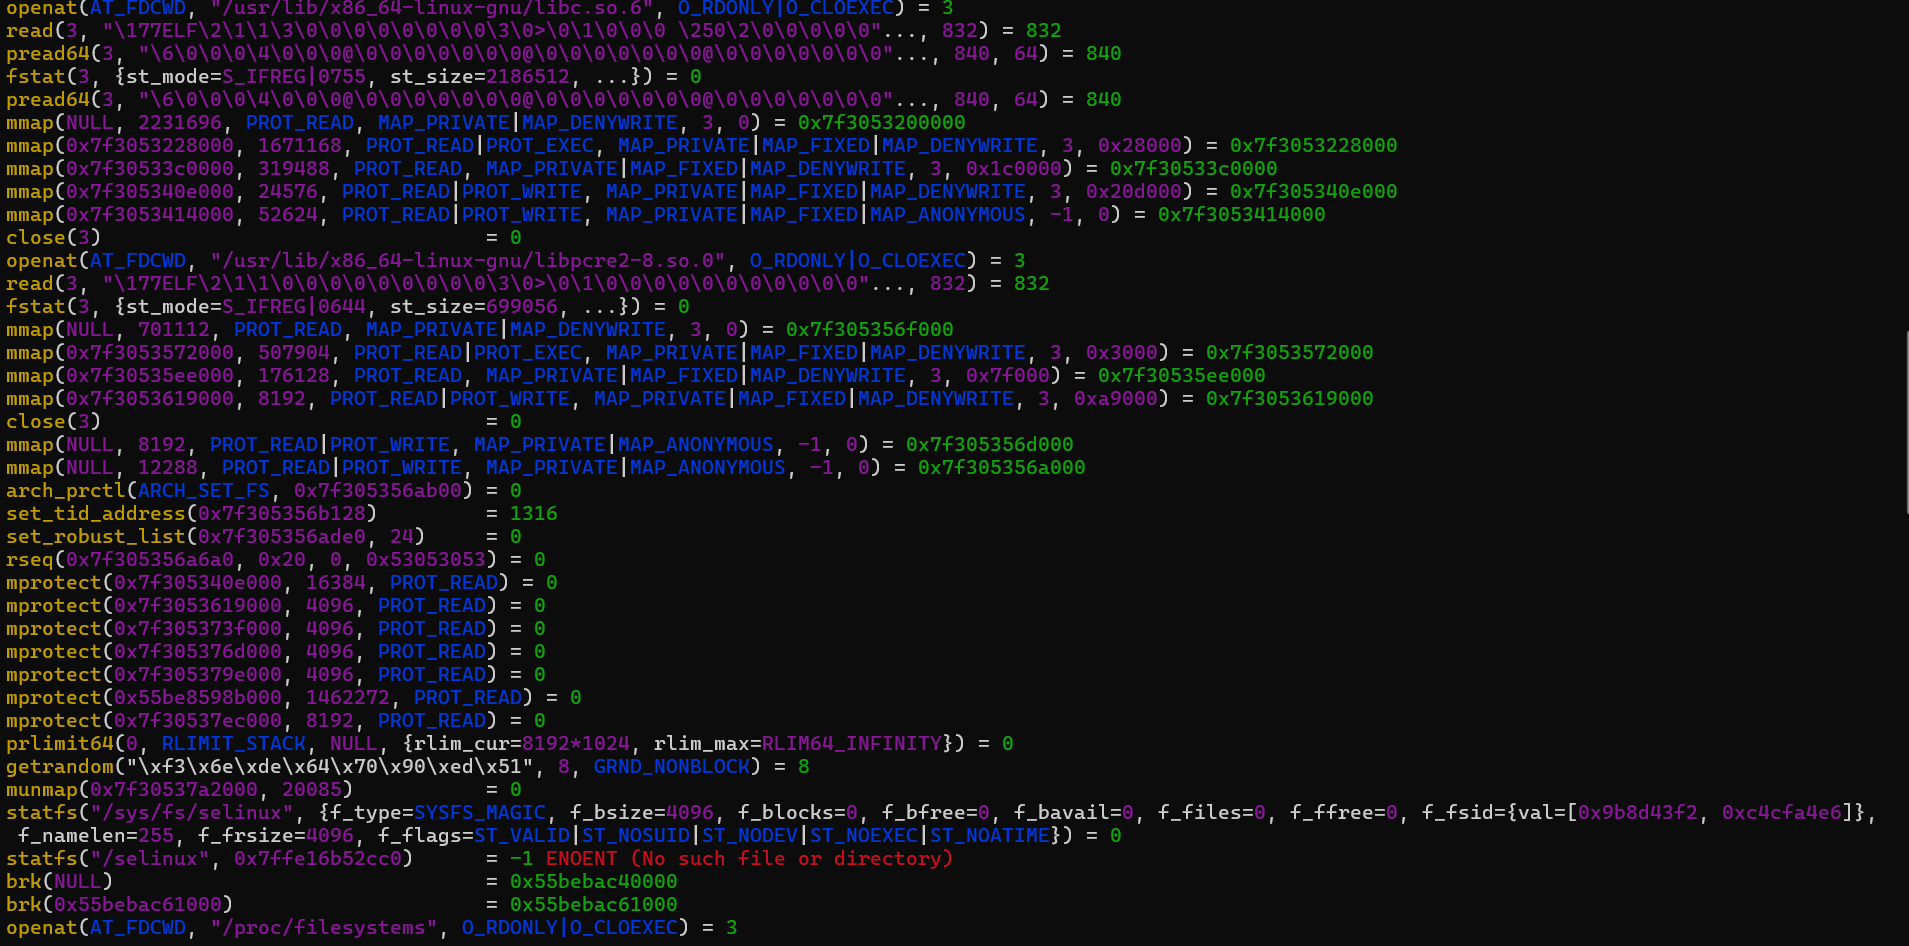 openat(AT_FDCWD, "/usr/lib/x86_64-linux-gnu/libc.so.6", O_RDONLY|O_CLOEXEC) = 3
read(3, "\177ELF\2\1\1\3\0\0\0\0\0\0\0\0\3\0>\0\1\0\0\0 \250\2\0\0\0\0\0"..., 832) = 832
pread64(3, "\6\0\0\0\4\0\0\0@\0\0\0\0\0\0\0@\0\0\0\0\0\0\0@\0\0\0\0\0\0\0"..., 840, 64) = 840
fstat(3, {st_mode=S_IFREG|0755, st_size=2186512, ...}) = 0
pread64(3, "\6\0\0\0\4\0\0\0@\0\0\0\0\0\0\0@\0\0\0\0\0\0\0@\0\0\0\0\0\0\0"..., 840, 64) = 840
mmap(NULL, 2231696, PROT_READ, MAP_PRIVATE|MAP_DENYWRITE, 3, 0) = 0x7f3053200000
mmap(0x7f3053228000, 1671168, PROT_READ|PROT_EXEC, MAP_PRIVATE|MAP_FIXED|MAP_DENYWRITE, 3, 0x28000) = 0x7f3053228000
mmap(0x7f30533c0000, 319488, PROT_READ, MAP_PRIVATE|MAP_FIXED|MAP_DENYWRITE, 3, 0x1c0000) = 0x7f30533c0000
mmap(0x7f305340e000, 24576, PROT_READ|PROT_WRITE, MAP_PRIVATE|MAP_FIXED|MAP_DENYWRITE, 3, 0x20d000) = 0x7f305340e000
mmap(0x7f3053414000, 52624, PROT_READ|PROT_WRITE, MAP_PRIVATE|MAP_FIXED|MAP_ANONYMOUS, -1, 0) = 0x7f3053414000
close(3)                                = 0
openat(AT_FDCWD, "/usr/lib/x86_64-linux-gnu/libpcre2-8.so.0", O_RDONLY|O_CLOEXEC) = 3
read(3, "\177ELF\2\1\1\0\0\0\0\0\0\0\0\0\3\0>\0\1\0\0\0\0\0\0\0\0\0\0\0"..., 832) = 832
fstat(3, {st_mode=S_IFREG|0644, st_size=699056, ...}) = 0
mmap(NULL, 701112, PROT_READ, MAP_PRIVATE|MAP_DENYWRITE, 3, 0) = 0x7f305356f000
mmap(0x7f3053572000, 507904, PROT_READ|PROT_EXEC, MAP_PRIVATE|MAP_FIXED|MAP_DENYWRITE, 3, 0x3000) = 0x7f3053572000
mmap(0x7f30535ee000, 176128, PROT_READ, MAP_PRIVATE|MAP_FIXED|MAP_DENYWRITE, 3, 0x7f000) = 0x7f30535ee000
mmap(0x7f3053619000, 8192, PROT_READ|PROT_WRITE, MAP_PRIVATE|MAP_FIXED|MAP_DENYWRITE, 3, 0xa9000) = 0x7f3053619000
close(3)                                = 0
mmap(NULL, 8192, PROT_READ|PROT_WRITE, MAP_PRIVATE|MAP_ANONYMOUS, -1, 0) = 0x7f305356d000
mmap(NULL, 12288, PROT_READ|PROT_WRITE, MAP_PRIVATE|MAP_ANONYMOUS, -1, 0) = 0x7f305356a000
arch_prctl(ARCH_SET_FS, 0x7f305356ab00) = 0
set_tid_address(0x7f305356b128)         = 1316
set_robust_list(0x7f305356ade0, 24)     = 0
rseq(0x7f305356a6a0, 0x20, 0, 0x53053053) = 0
mprotect(0x7f305340e000, 16384, PROT_READ) = 0
mprotect(0x7f3053619000, 4096, PROT_READ) = 0
mprotect(0x7f305373f000, 4096, PROT_READ) = 0
mprotect(0x7f305376d000, 4096, PROT_READ) = 0
mprotect(0x7f305379e000, 4096, PROT_READ) = 0
mprotect(0x55be8598b000, 1462272, PROT_READ) = 0
mprotect(0x7f30537ec000, 8192, PROT_READ) = 0
prlimit64(0, RLIMIT_STACK, NULL, {rlim_cur=8192*1024, rlim_max=RLIM64_INFINITY}) = 0
getrandom("\xf3\x6e\xde\x64\x70\x90\xed\x51", 8, GRND_NONBLOCK) = 8
munmap(0x7f30537a2000, 20085)           = 0
statfs("/sys/fs/selinux", {f_type=SYSFS_MAGIC, f_bsize=4096, f_blocks=0, f_bfree=0, f_bavail=0, f_files=0, f_ffree=0, f_fsid={val=[0x9b8d43f2, 0xc4cfa4e6]},
 f_namelen=255, f_frsize=4096, f_flags=ST_VALID|ST_NOSUID|ST_NODEV|ST_NOEXEC|ST_NOATIME}) = 0
statfs("/selinux", 0x7ffe16b52cc0)      = -1 ENOENT (No such file or directory)
brk(NULL)                               = 0x55bebac40000
brk(0x55bebac61000)                     = 0x55bebac61000
openat(AT_FDCWD, "/proc/filesystems", O_RDONLY|O_CLOEXEC) = 3